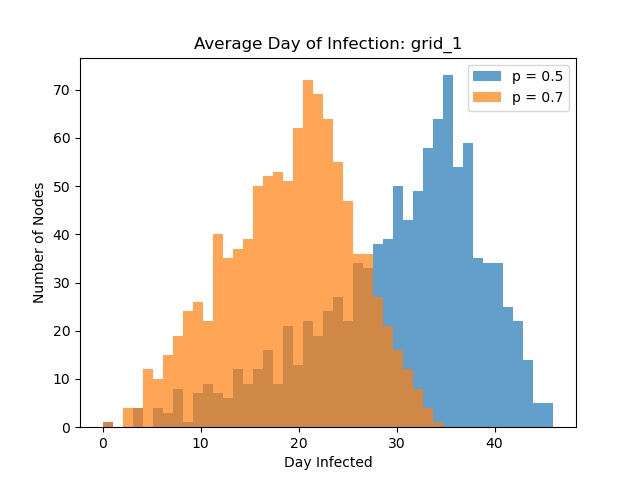 Average Day of Infection: grid_1
p = 0.5
p = 0.7
Number of Nodes
70
60
50
40
30
20
10
0
0 10 20 30 40
Day Infected